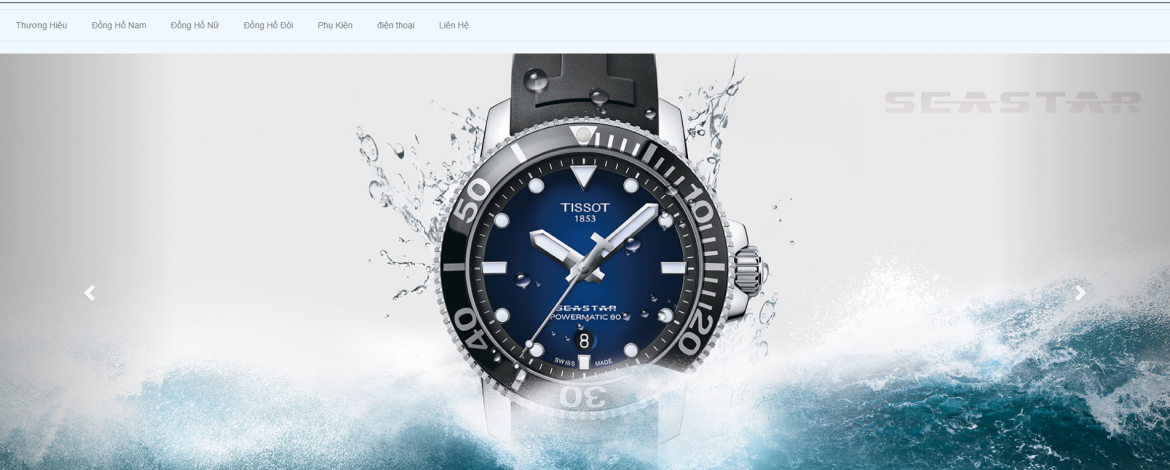 Thương Hiệu Đồng Hồ Nam Đồng Hồ Nữ Đồng Hồ Đôi Phụ Kiện điện thoại Liên Hệ
SEASTAR
50
10
TISSOT
1853
20
40
SEASTAR
POWERMATIC 80
8
SWISS MADE
30